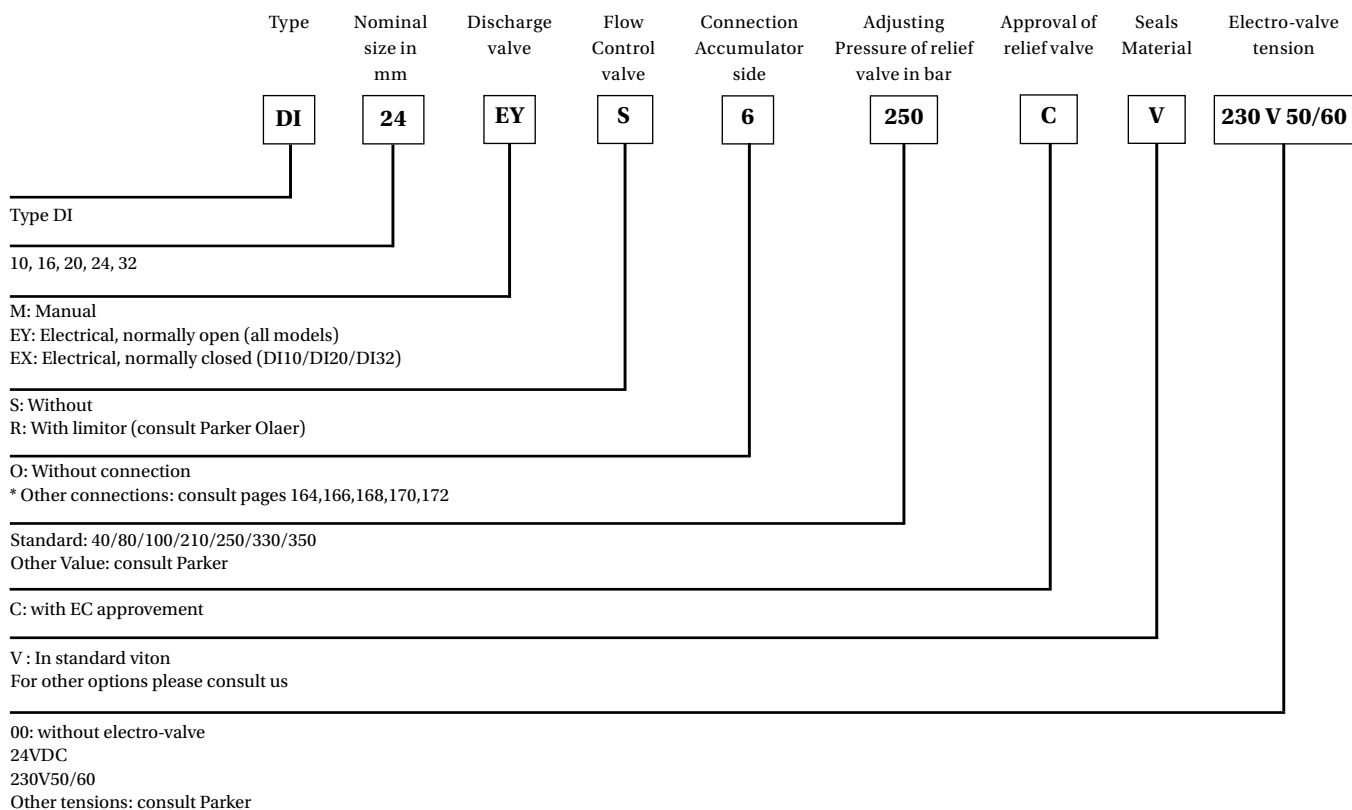 Type
Nominal
size in
mm
Discharge
valve
Flow
Control
valve
Connection
Accumulator
side
Adjusting
Pressure of relief
valve in bar
Approval of
relief valve
Seals
Material
Electro-valve
tension
DI
24
EY
S
6
250
C
V
230 V 50/60
Type DI
10, 16, 20, 24, 32
M: Manual
EY: Electrical, normally open (all models)
EX: Electrical, normally closed (DI10/DI20/DI32)
S: Without
R: With limitor (consult Parker Olaer)
O: Without connection
* Other connections: consult pages 164,166,168,170,172
Standard: 40/80/100/210/250/330/350
Other Value: consult Parker
C: with EC approvement
V : In standard viton
For other options please consult us
00: without electro-valve
24VDC
230V50/60
Other tensions: consult Parker